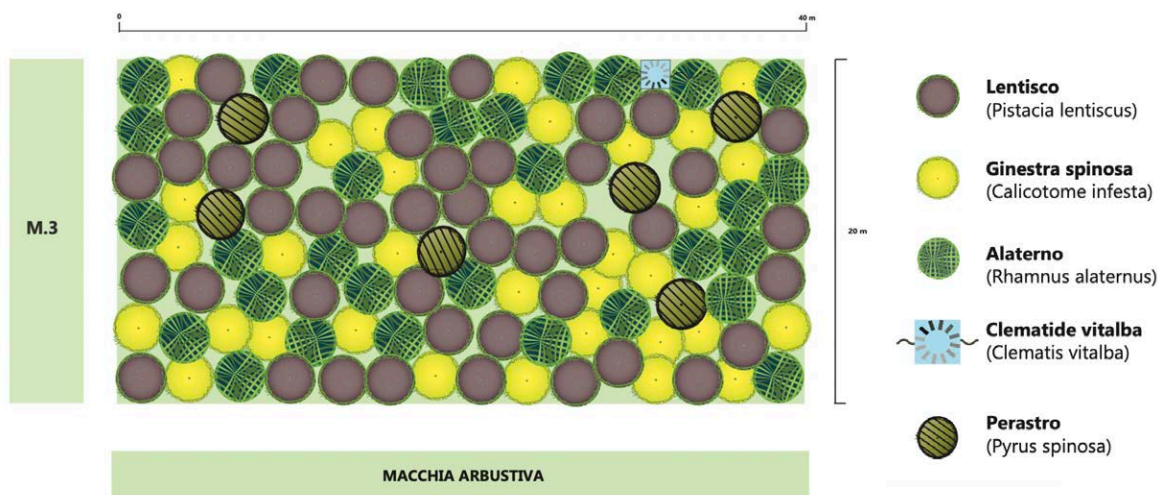 0
40 m
M.3
20 m
Lentisco
(Pistacia lentiscus)
Ginestra spinosa
(Calicotome infesta)
Alaterno
(Rhamnus alaternus)
Clematide vitalba
(Clematis vitalba)
Perastro
(Pyrus spinosa)
MACCHIA ARBUSTIVA